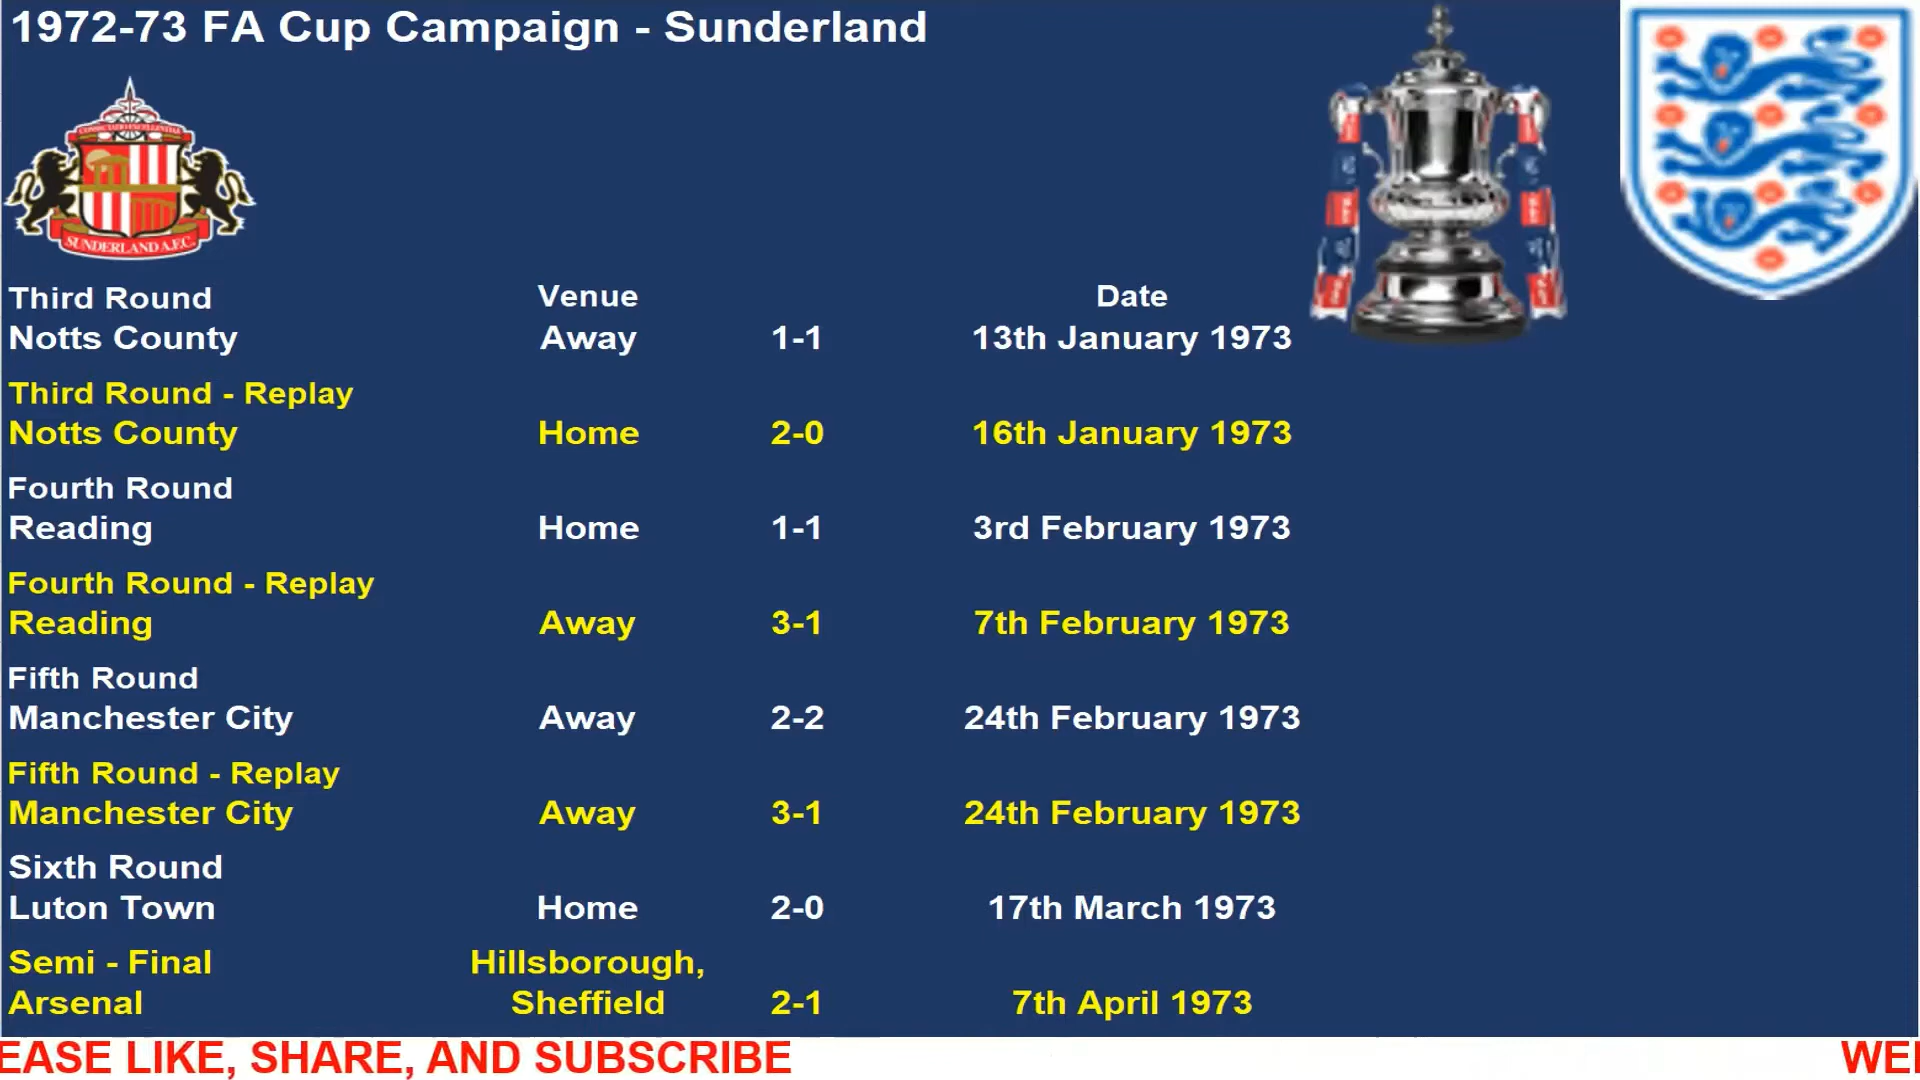 1972-73 FA Cup Campaign - Sunderland
SUNDERLAND A.F.C.
Third Round Venue Date
Notts County Away 1-1 13th January 1973
Third Round - Replay
Notts County Home 2-0 16th January 1973
Fourth Round
Reading Home 1-1 3rd February 1973
Fourth Round - Replay
Reading Away 3-1 7th February 1973
Fifth Round
Manchester City Away 2-2 24th February 1973
Fifth Round - Replay
Manchester City Away 3-1 24th February 1973
Sixth Round
Luton Town Home 2-0 17th March 1973
Semi - Final Hillsborough,
Arsenal Sheffield 2-1 7th April 1973
EASE LIKE, SHARE, AND SUBSCRIBE WE